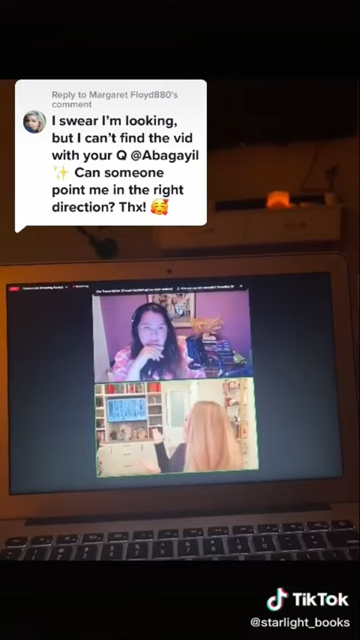 Reply to Margaret Floyd880's
comment
I swear I'm looking,
but I can't find the vid
with your Q @Abagayil
✨ Can someone
point me in the right
direction? Thx! 🥰
TikTok
@starlight_books